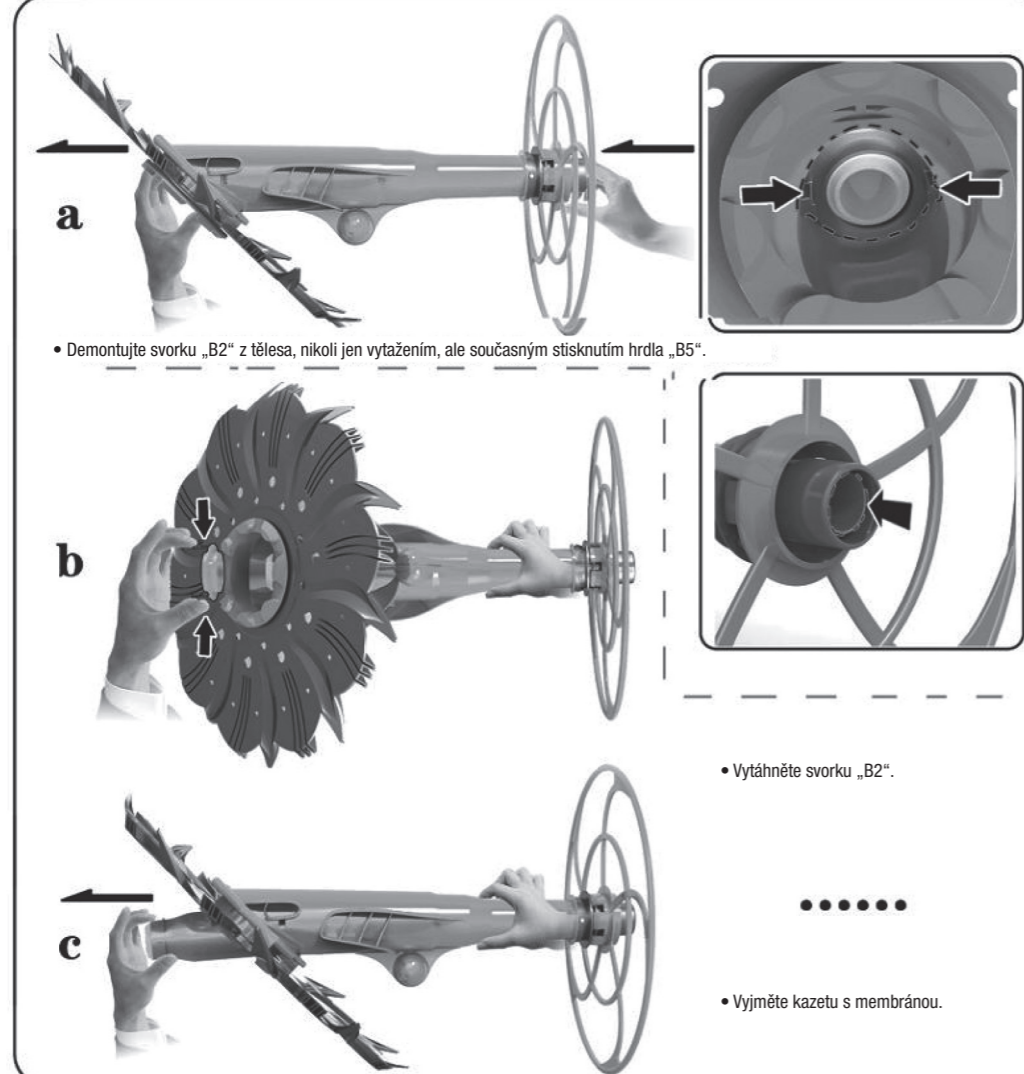 a
• Demontujte svorku „B2“ z tělesa, nikoli jen vytažením, ale současným stisknutím hrdla „B5“.
b
• Vytáhněte svorku „B2“.
c
• Vyjměte kazetu s membránou.